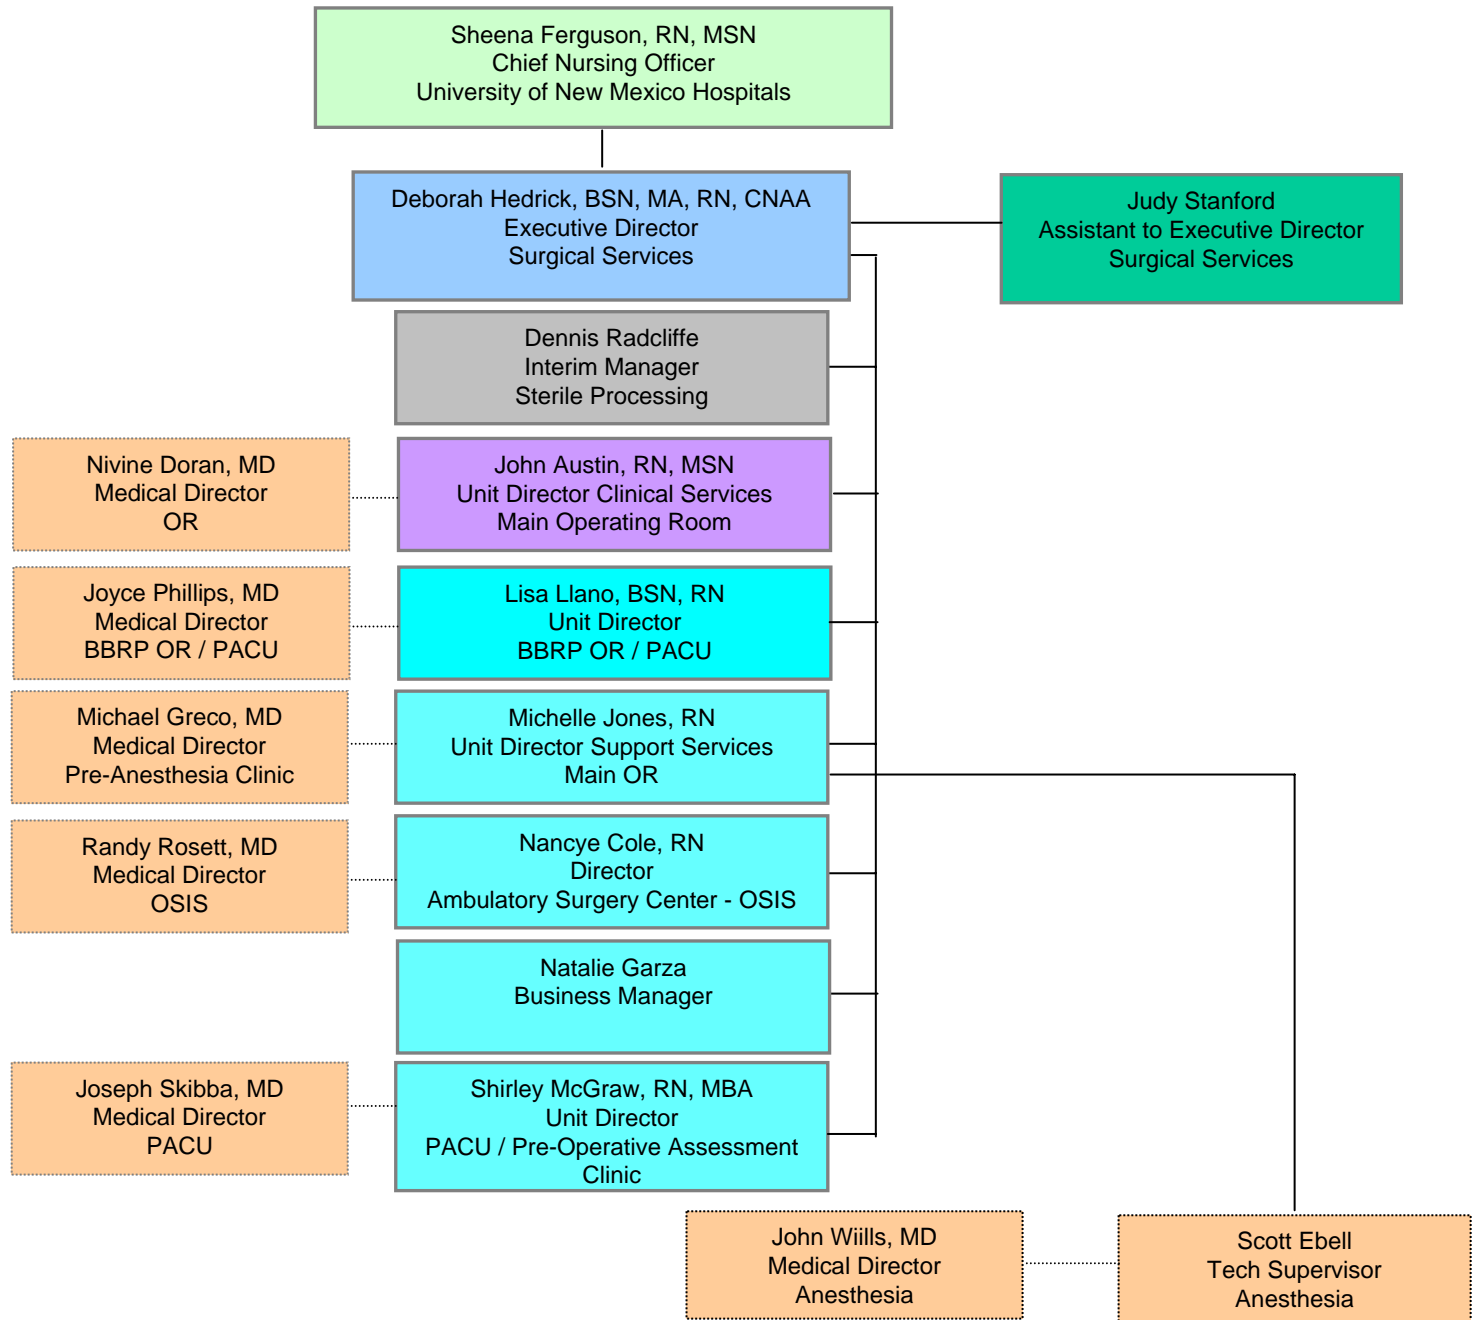 Sheena Ferguson, RN, MSN
Chief Nursing Officer
University of New Mexico Hospitals
Deborah Hedrick, BSN, MA, RN, CNAA
Executive Director
Surgical Services
Judy Stanford
Assistant to Executive Director
Surgical Services
Dennis Radcliffe
Interim Manager
Sterile Processing
Nivine Doran, MD
Medical Director
OR
John Austin, RN, MSN
Unit Director Clinical Services
Main Operating Room
Joyce Phillips, MD
Medical Director
BBRP OR / PACU
Lisa Llano, BSN, RN
Unit Director
BBRP OR / PACU
Michael Greco, MD
Medical Director
Pre-Anesthesia Clinic
Michelle Jones, RN
Unit Director Support Services
Main OR
Randy Rosett, MD
Medical Director
OSIS
Nancye Cole, RN
Director
Ambulatory Surgery Center - OSIS
Natalie Garza
Business Manager
Joseph Skibba, MD
Medical Director
PACU
Shirley McGraw, RN, MBA
Unit Director
PACU / Pre-Operative Assessment
Clinic
John Wiills, MD
Medical Director
Anesthesia
Scott Ebell
Tech Supervisor
Anesthesia